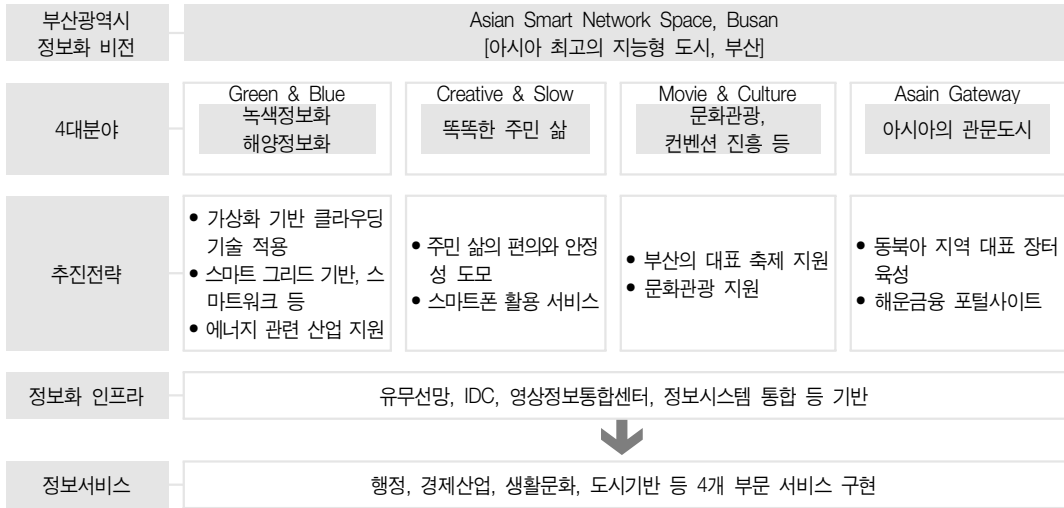 부산광역시
정보화 비전
Asian Smart Network Space, Busan
[아시아 최고의 지능형 도시, 부산]
4대분야
Green & Blue
녹색정보화
해양정보화
Creative & Slow
똑똑한 주민 삶
Movie & Culture
문화관광,
컨벤션 진흥 등
Asain Gateway
아시아의 관문도시
추진전략
• 가상화 기반 클라우딩
기술 적용
• 스마트 그리드 기반, 스
마트워크 등
• 에너지 관련 산업 지원
• 주민 삶의 편의와 안정
성 도모
• 스마트폰 활용 서비스
• 부산의 대표 축제 지원
• 문화관광 지원
• 동북아 지역 대표 장터
육성
• 해운금융 포털사이트
정보화 인프라
유무선망, IDC, 영상정보통합센터, 정보시스템 통합 등 기반
정보서비스
행정, 경제산업, 생활문화, 도시기반 등 4개 부문 서비스 구현